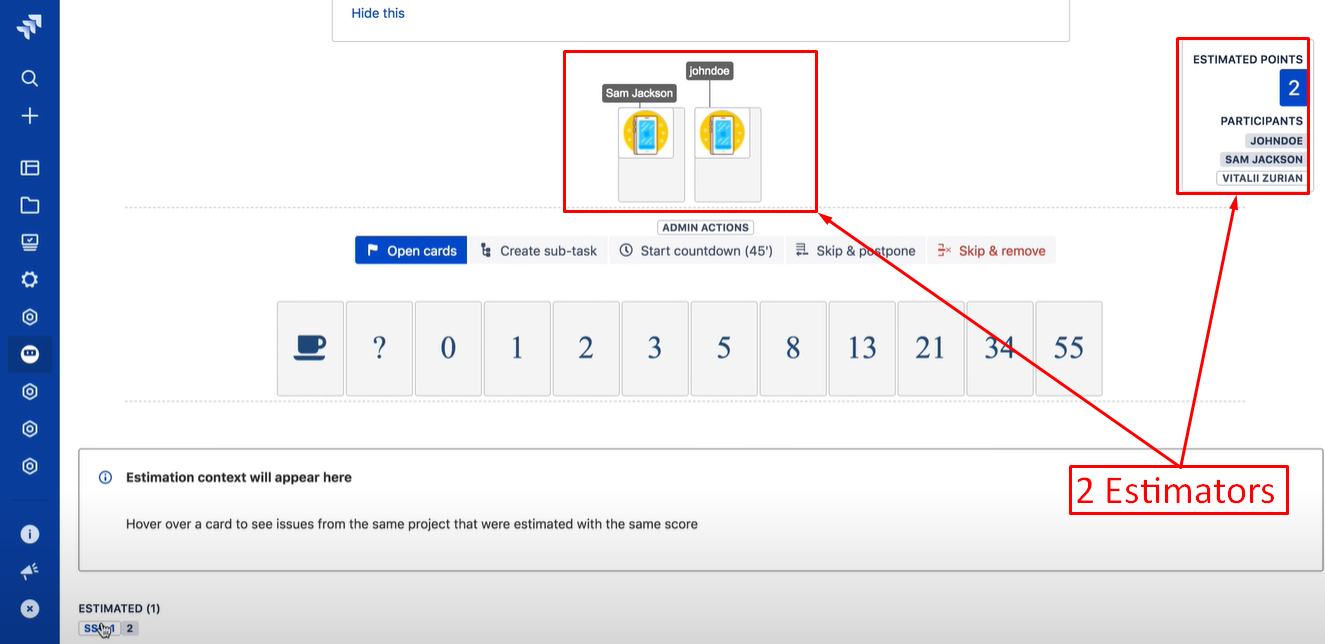 Hide this
johndoe
Sam Jackson
ESTIMATED POINTS
2
PARTICIPANTS
JOHNDOE
SAM JACKSON
VITALII ZURIAN
ADMIN ACTIONS
Open cards Create sub-task Start countdown (45') Skip & postpone Skip & remove
? 0 1 2 3 5 8 13 21 34 55
2 Estimators
Estimation context will appear here
Hover over a card to see issues from the same project that were estimated with the same score
ESTIMATED (1)
2